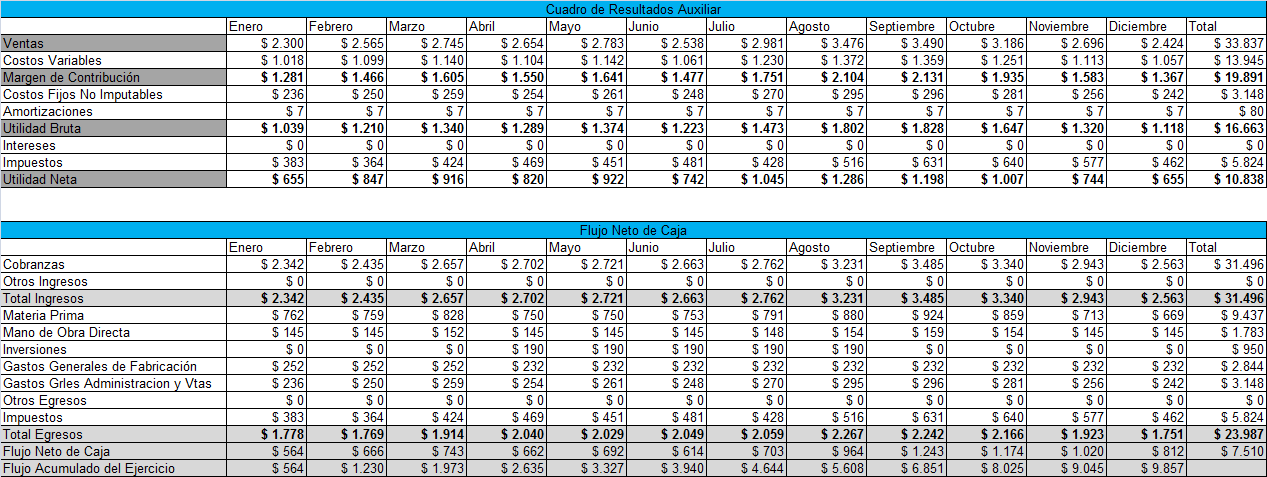 Cuadro de Resultados Auxiliar
Enero Febrero Marzo Abril Mayo Junio Julio Agosto Septiembre Octubre Noviembre Diciembre Total
Ventas $ 2.300 $ 2.565 $ 2.745 $ 2.654 $ 2.783 $ 2.538 $ 2.981 $ 3.476 $ 3.490 $ 3.186 $ 2.696 $ 2.424 $ 33.837
Costos Variables $ 1.018 $ 1.099 $ 1.140 $ 1.104 $ 1.142 $ 1.061 $ 1.230 $ 1.372 $ 1.359 $ 1.251 $ 1.113 $ 1.057 $ 13.945
Margen de Contribución $ 1.281 $ 1.466 $ 1.605 $ 1.550 $ 1.641 $ 1.477 $ 1.751 $ 2.104 $ 2.131 $ 1.935 $ 1.583 $ 1.367 $ 19.891
Costos Fijos No Imputables $ 236 $ 250 $ 259 $ 254 $ 261 $ 248 $ 270 $ 295 $ 296 $ 281 $ 256 $ 242 $ 3.148
Amortizaciones $ 7 $ 7 $ 7 $ 7 $ 7 $ 7 $ 7 $ 7 $ 7 $ 7 $ 7 $ 7 $ 80
Utilidad Bruta $ 1.039 $ 1.210 $ 1.340 $ 1.289 $ 1.374 $ 1.223 $ 1.473 $ 1.802 $ 1.828 $ 1.647 $ 1.320 $ 1.118 $ 16.663
Intereses $ 0 $ 0 $ 0 $ 0 $ 0 $ 0 $ 0 $ 0 $ 0 $ 0 $ 0 $ 0 $ 0
Impuestos $ 383 $ 364 $ 424 $ 469 $ 451 $ 481 $ 428 $ 516 $ 631 $ 640 $ 577 $ 462 $ 5.824
Utilidad Neta $ 655 $ 847 $ 916 $ 820 $ 922 $ 742 $ 1.045 $ 1.286 $ 1.198 $ 1.007 $ 744 $ 655 $ 10.838
Flujo Neto de Caja
Enero Febrero Marzo Abril Mayo Junio Julio Agosto Septiembre Octubre Noviembre Diciembre Total
Cobranzas $ 2.342 $ 2.435 $ 2.657 $ 2.702 $ 2.721 $ 2.663 $ 2.762 $ 3.231 $ 3.485 $ 3.340 $ 2.943 $ 2.563 $ 31.496
Otros Ingresos $ 0 $ 0 $ 0 $ 0 $ 0 $ 0 $ 0 $ 0 $ 0 $ 0 $ 0 $ 0 $ 0
Total Ingresos $ 2.342 $ 2.435 $ 2.657 $ 2.702 $ 2.721 $ 2.663 $ 2.762 $ 3.231 $ 3.485 $ 3.340 $ 2.943 $ 2.563 $ 31.496
Materia Prima $ 762 $ 759 $ 828 $ 750 $ 750 $ 753 $ 791 $ 880 $ 924 $ 859 $ 713 $ 669 $ 9.437
Mano de Obra Directa $ 145 $ 145 $ 152 $ 145 $ 145 $ 145 $ 148 $ 154 $ 159 $ 154 $ 145 $ 145 $ 1.783
Inversiones $ 0 $ 0 $ 0 $ 190 $ 190 $ 190 $ 190 $ 190 $ 0 $ 0 $ 0 $ 0 $ 950
Gastos Generales de Fabricación $ 252 $ 252 $ 252 $ 232 $ 232 $ 232 $ 232 $ 232 $ 232 $ 232 $ 232 $ 232 $ 2.844
Gastos Grles Administracion y Vtas $ 236 $ 250 $ 259 $ 254 $ 261 $ 248 $ 270 $ 295 $ 296 $ 281 $ 256 $ 242 $ 3.148
Otros Egresos $ 0 $ 0 $ 0 $ 0 $ 0 $ 0 $ 0 $ 0 $ 0 $ 0 $ 0 $ 0 $ 0
Impuestos $ 383 $ 364 $ 424 $ 469 $ 451 $ 481 $ 428 $ 516 $ 631 $ 640 $ 577 $ 462 $ 5.824
Total Egresos $ 1.778 $ 1.769 $ 1.914 $ 2.040 $ 2.029 $ 2.049 $ 2.059 $ 2.267 $ 2.242 $ 2.166 $ 1.923 $ 1.751 $ 23.987
Flujo Neto de Caja $ 564 $ 666 $ 743 $ 662 $ 692 $ 614 $ 703 $ 964 $ 1.243 $ 1.174 $ 1.020 $ 812 $ 7.510
Flujo Acumulado del Ejercicio $ 564 $ 1.230 $ 1.973 $ 2.635 $ 3.327 $ 3.940 $ 4.644 $ 5.608 $ 6.851 $ 8.025 $ 9.045 $ 9.857